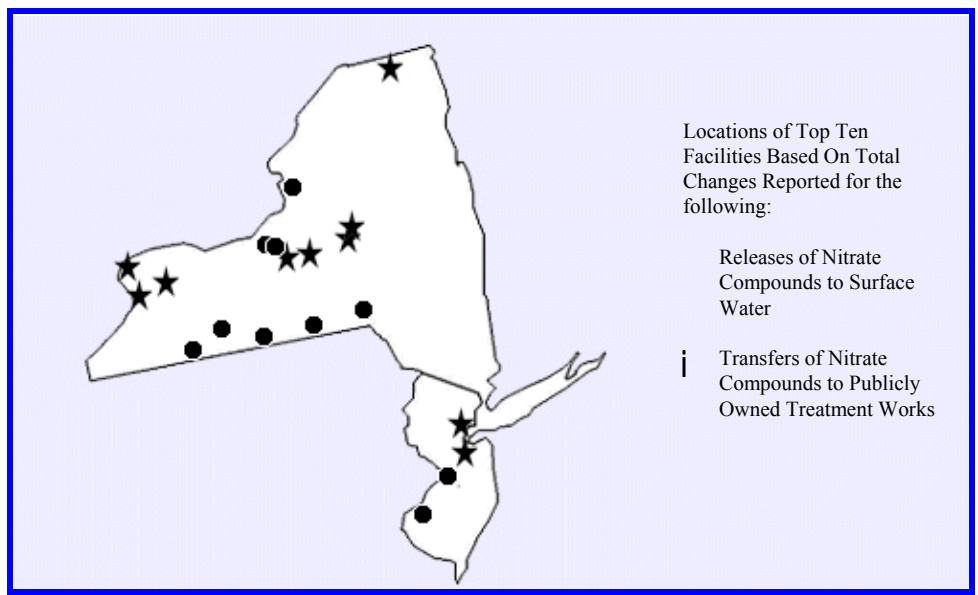 Locations of Top Ten
Facilities Based On Total
Changes Reported for the
following:
Releases of Nitrate
Compounds to Surface
Water
i Transfers of Nitrate
Compounds to Publicly
Owned Treatment Works